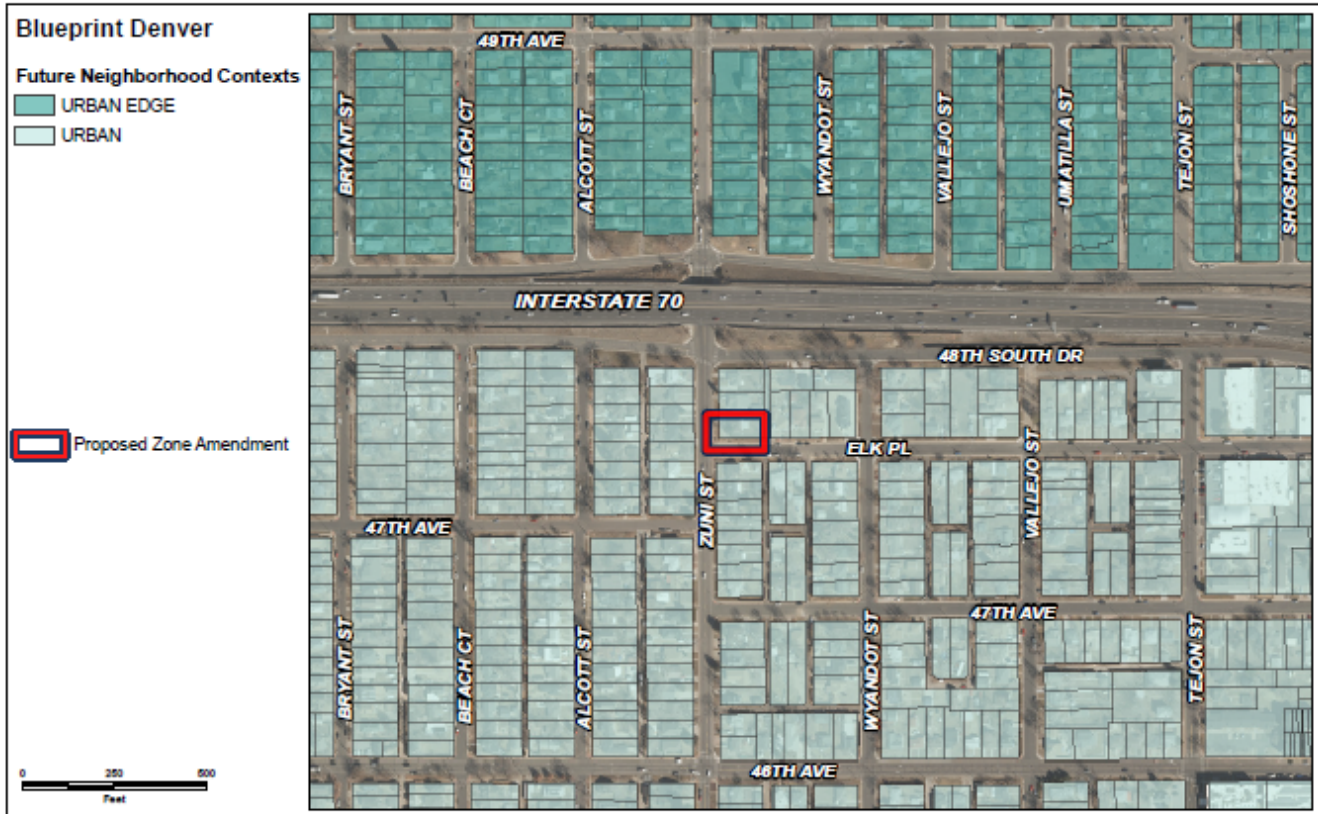 Blueprint Denver
Future Neighborhood Contexts
URBAN EDGE
URBAN
Proposed Zone Amendment
0 250 500
Feet
49TH AVE
BRYANT ST
BEACH CT
ALCOTT ST
WYANDOT ST
VALLEJO ST
UMATILLA ST
TEJON ST
SHOSHONE ST
INTERSTATE 70
48TH SOUTH DR
ELK PL
ZUNI ST
VALLEJO ST
47TH AVE
47TH AVE
BRYANT ST
BEACH CT
ALCOTT ST
WYANDOT ST
TEJON ST
46TH AVE